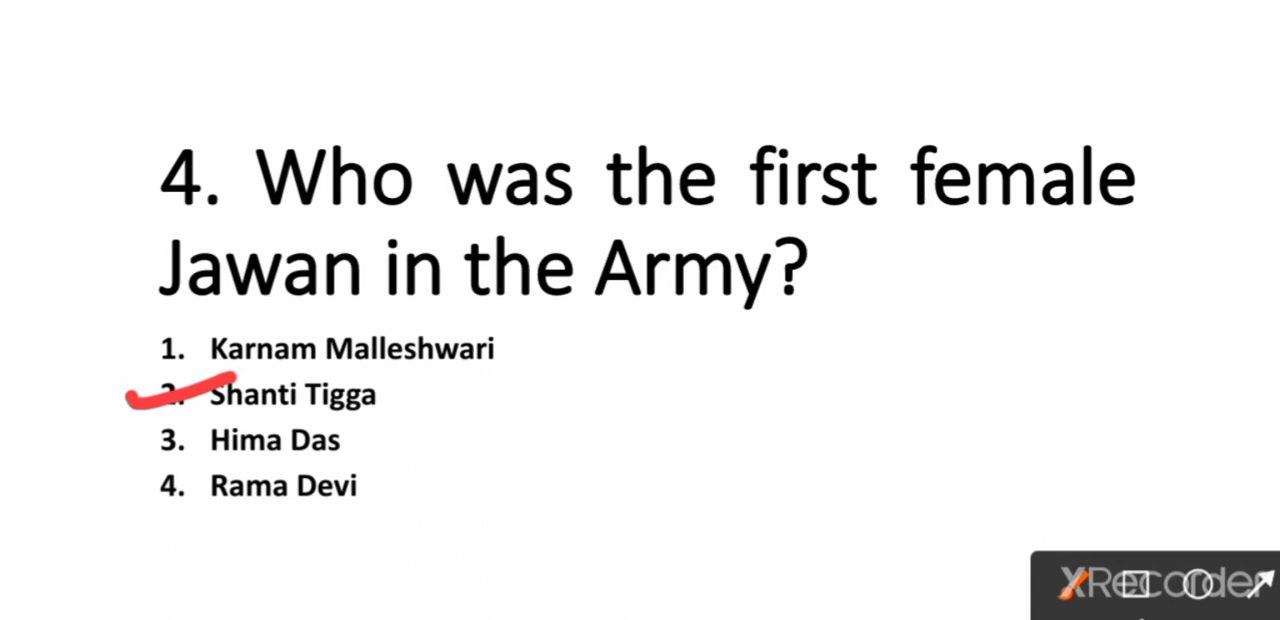 4. Who was the first female
Jawan in the Army?
1. Karnam Malleshwari
2. Shanti Tigga
3. Hima Das
4. Rama Devi
XRecorder